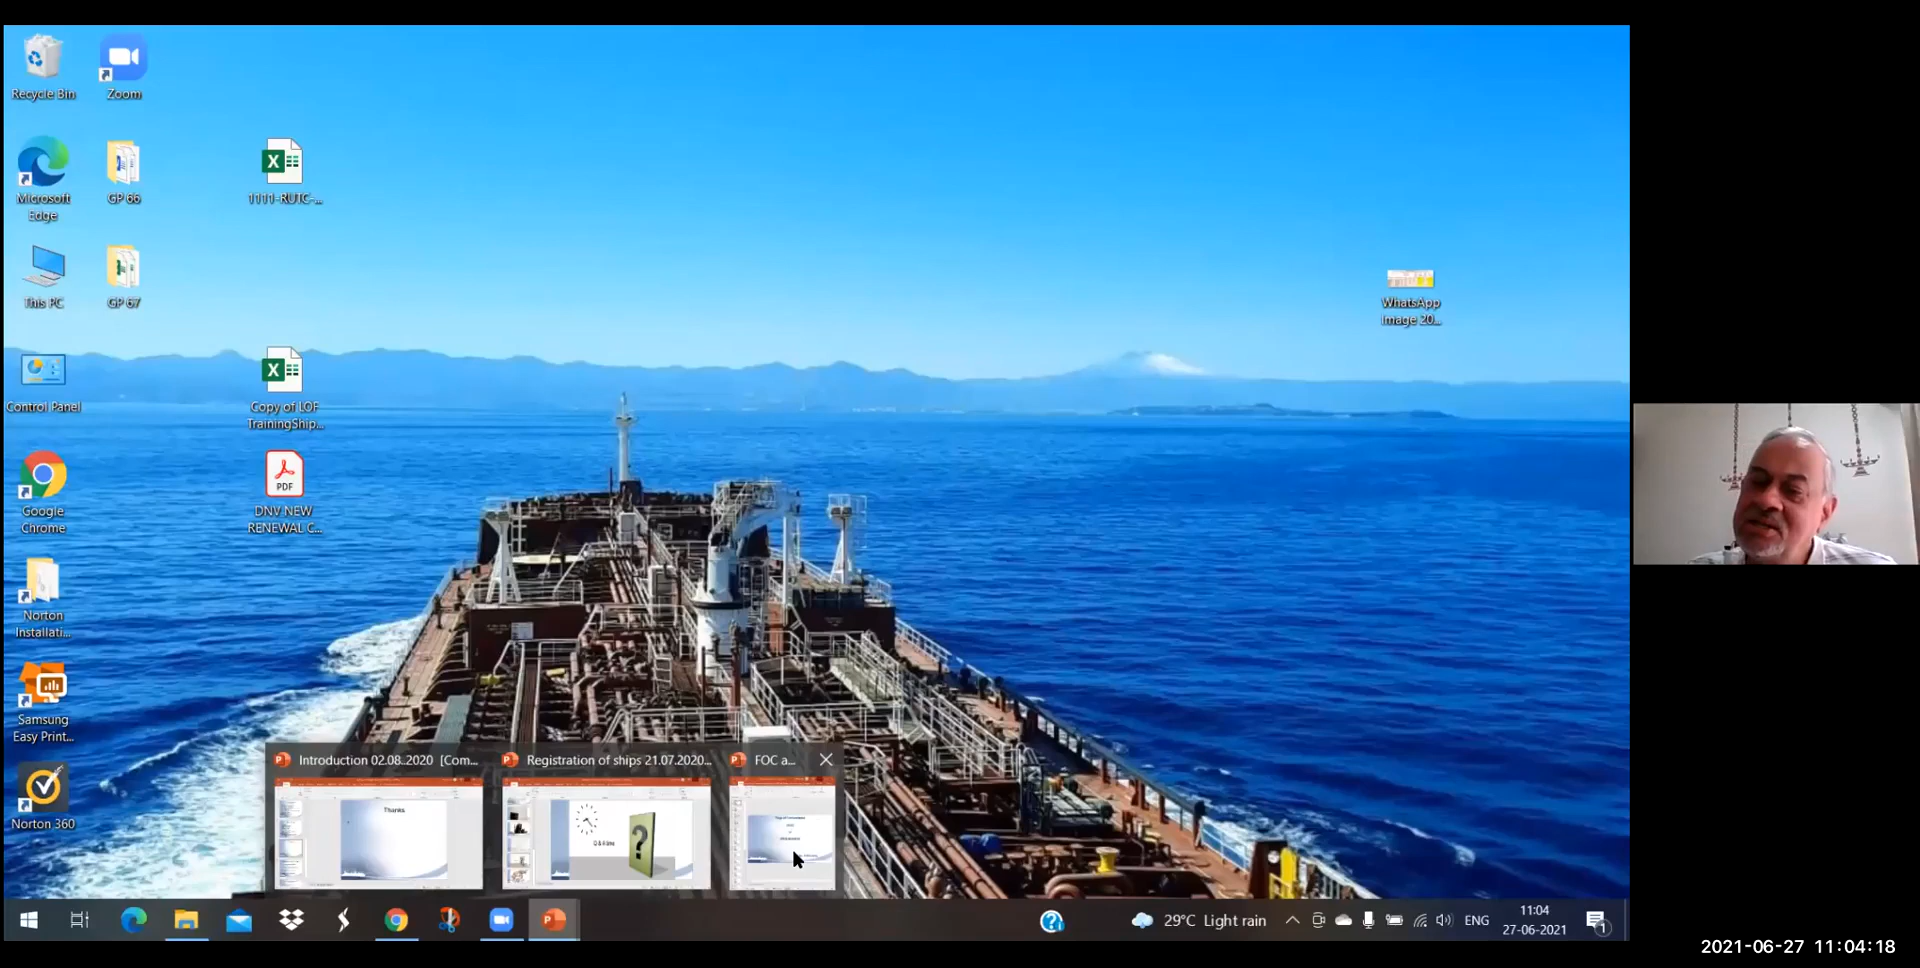 Recycle Bin
Zoom
Microsoft
Edge
GP 66
1111-RUTC-...
This PC
GP 67
WhatsApp
Image 20...
Control Panel
Copy of LOF
TrainingShip...
Google
Chrome
PDF
DNV NEW
RENEWAL C...
Norton
Installati...
Samsung
Easy Print...
Norton 360
Introduction 02.08..2020 [Com...
Registration of ships 21.07.2020...
FOC a...
Thanks
29°C Light rain
ENG
11:04
27-06-2021
1
2021-06-27 11:04:18